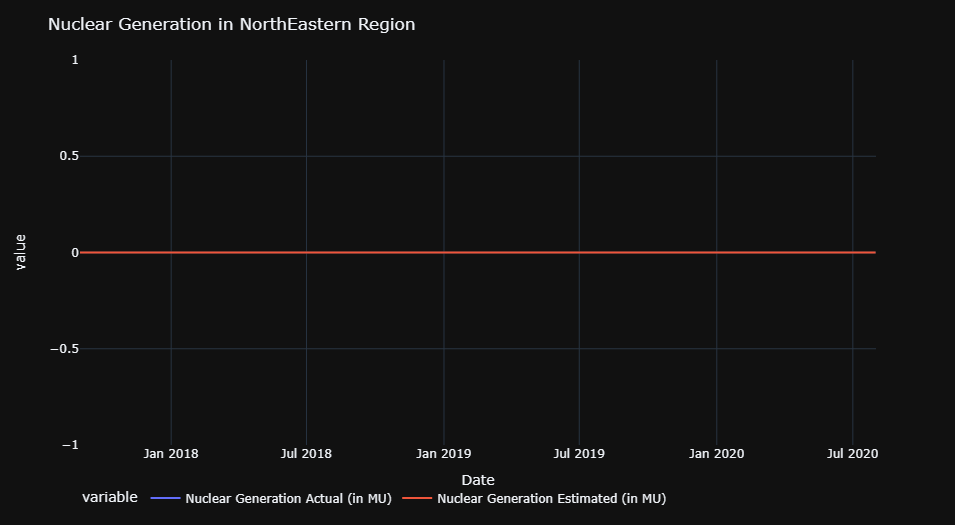 Nuclear Generation in NorthEastern Region
1
0.5
0
−0.5
−1
value
Jan 2018 Jul 2018 Jan 2019 Jul 2019 Jan 2020 Jul 2020
Date
variable Nuclear Generation Actual (in MU) Nuclear Generation Estimated (in MU)